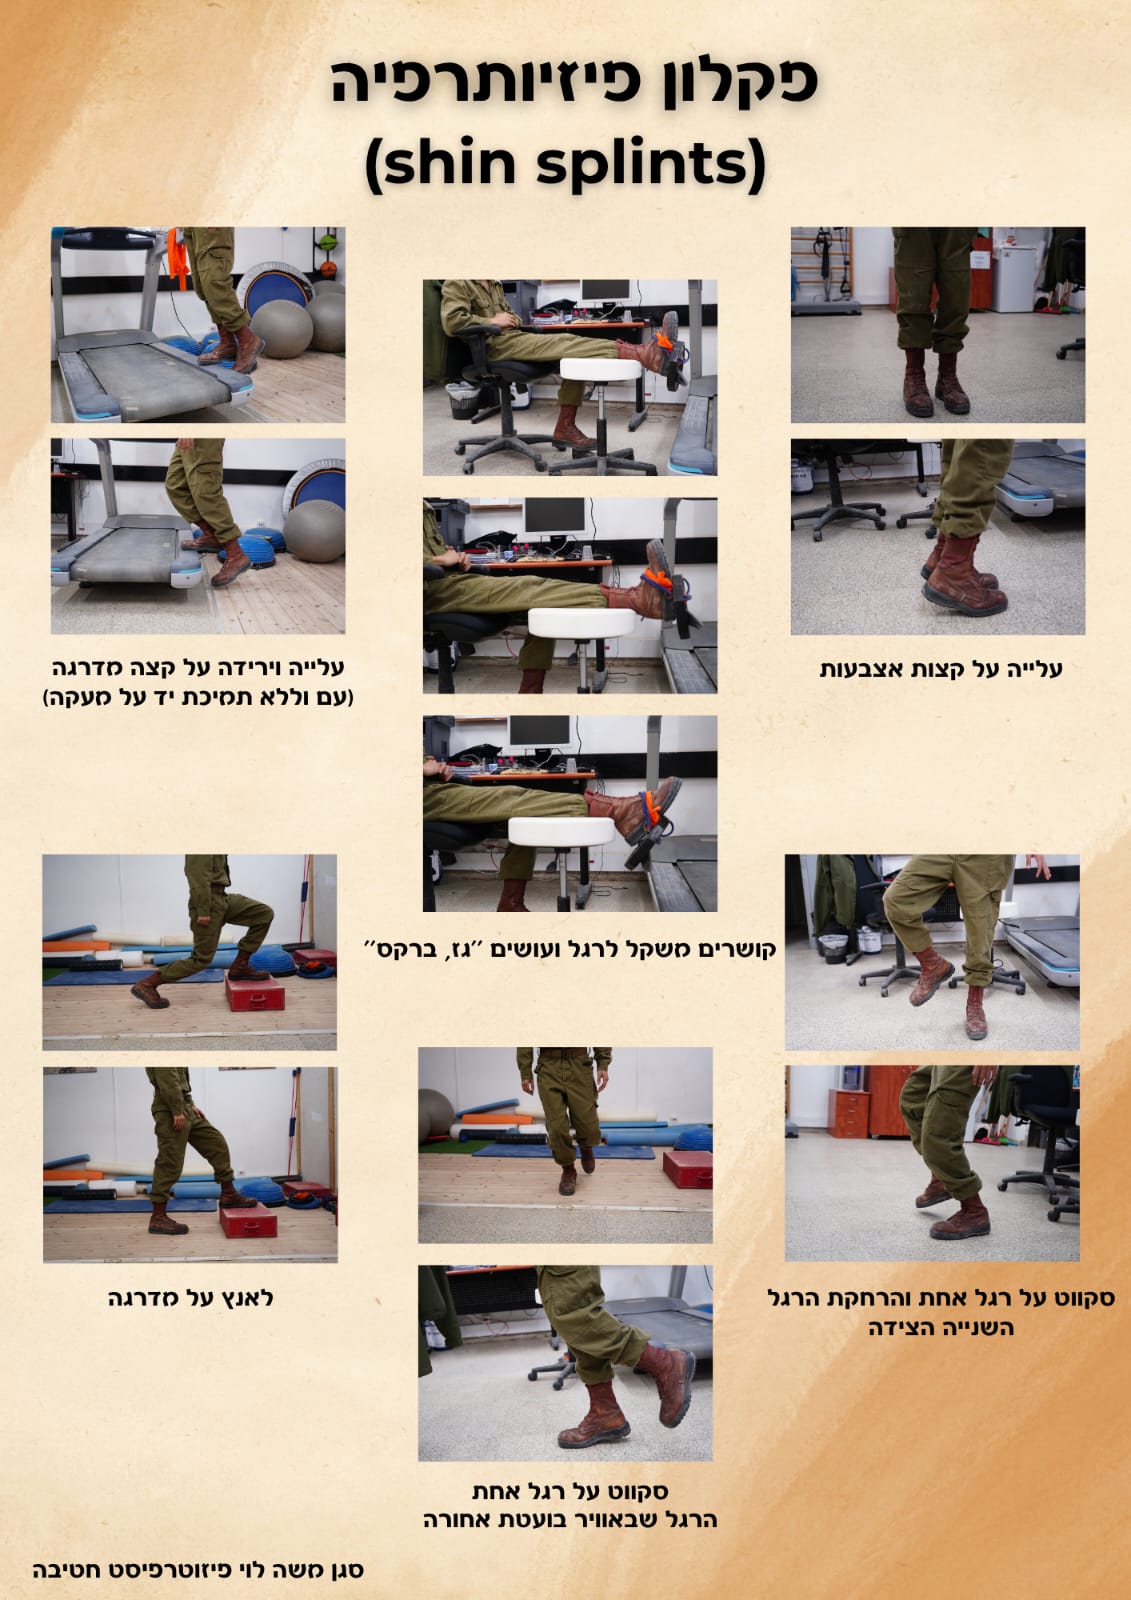 פקלון פיזיותרפיה
(shin splints)
עלייה על קצות אצבעות
עלייה וירידה על קצה מדרגה
(עם וללא תמיכת יד על מעקה)
קושרים משקל לרגל ועושים "גז, ברקס"
סקווט על רגל אחת והרחקת הרגל
השנייה הצידה
לאנץ על מדרגה
סקווט על רגל אחת
הרגל שבאוויר בועטת אחורה
סגן משה לוי פיזוטרפיסט חטיבה